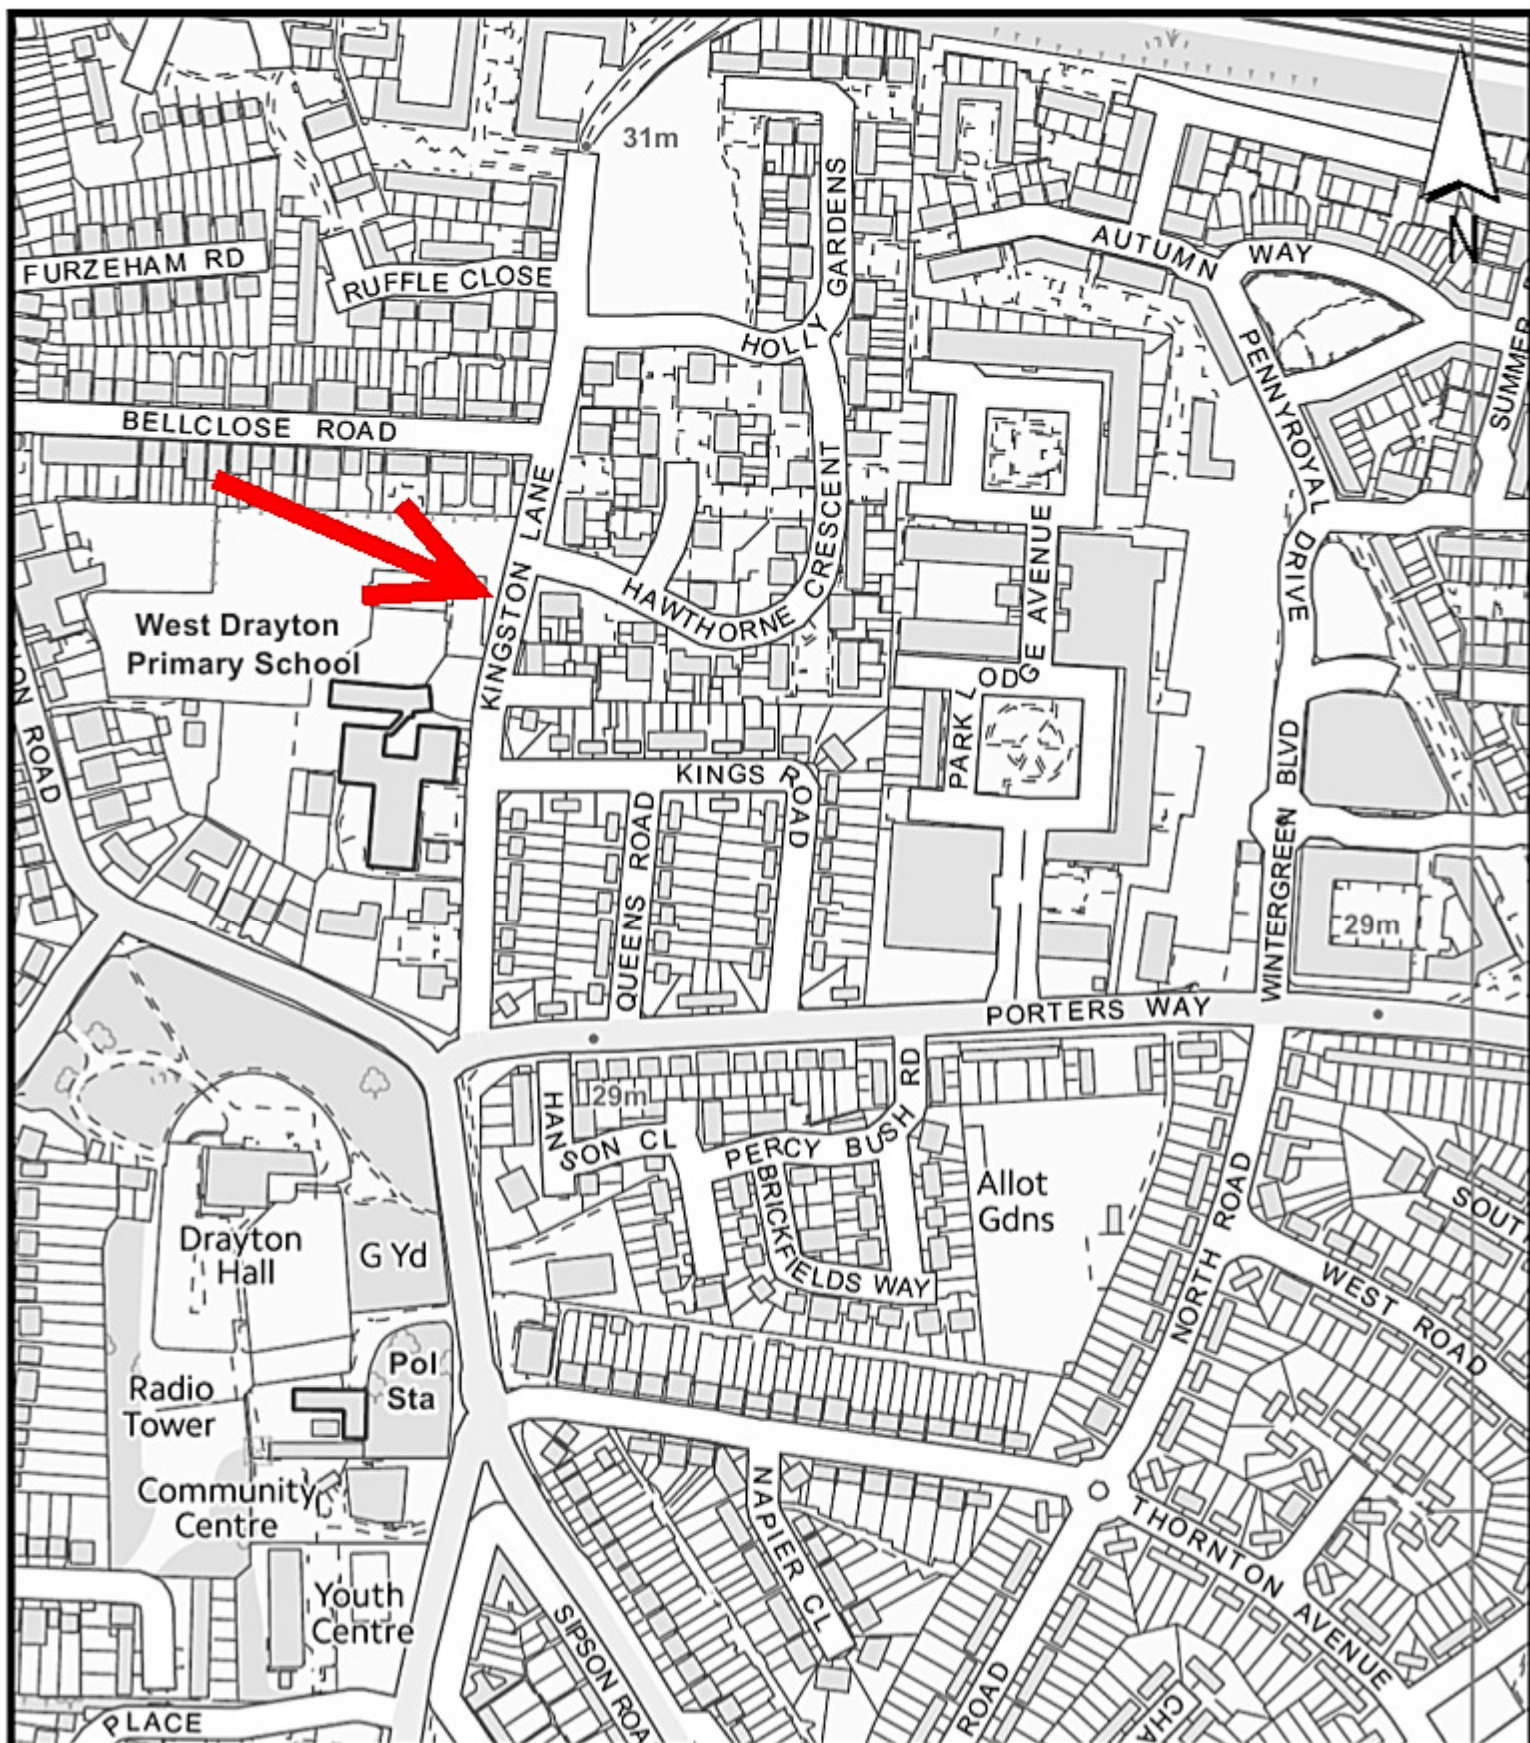 31m
GARDENS
N
AUTUMN WAY
FURZEHAM RD
RUFFLE CLOSE
HOLLY
PENNYROYAL DRIVE
SUMMER
BELLCLOSE ROAD
KINGSTON LANE
CRESCENT
HAWTHORNE
West Drayton
Primary School
PARK LODGE AVENUE
ON ROAD
KINGS ROAD
QUEENS ROAD
WINTERGREEN BLVD
29m
PORTERS WAY
29m
HANSON CL
PERCY BUSH RD
BRICKFIELDS WAY
Allot
Gdns
NORTH ROAD
SOUT
WEST ROAD
Drayton
Hall
G Yd
Pol
Sta
Radio
Tower
Community
Centre
NAPIER CL
THORNTON AVENUE
Youth
Centre
SIPSON ROA
ROAD
CHA
PLACE